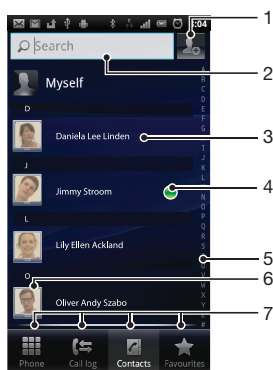 1
3:04
Search
2
Myself
A
B
C
D
D
E
F
G
Daniela Lee Linden
3
I
J
J
K
L
Jimmy Stroom
4
N
O
P
L
Q
R
S
Lily Ellen Ackland
5
U
V
O
W
6
X
Y
Oliver Andy Szabo
Z
#
7
Phone Call log Contacts Favourites